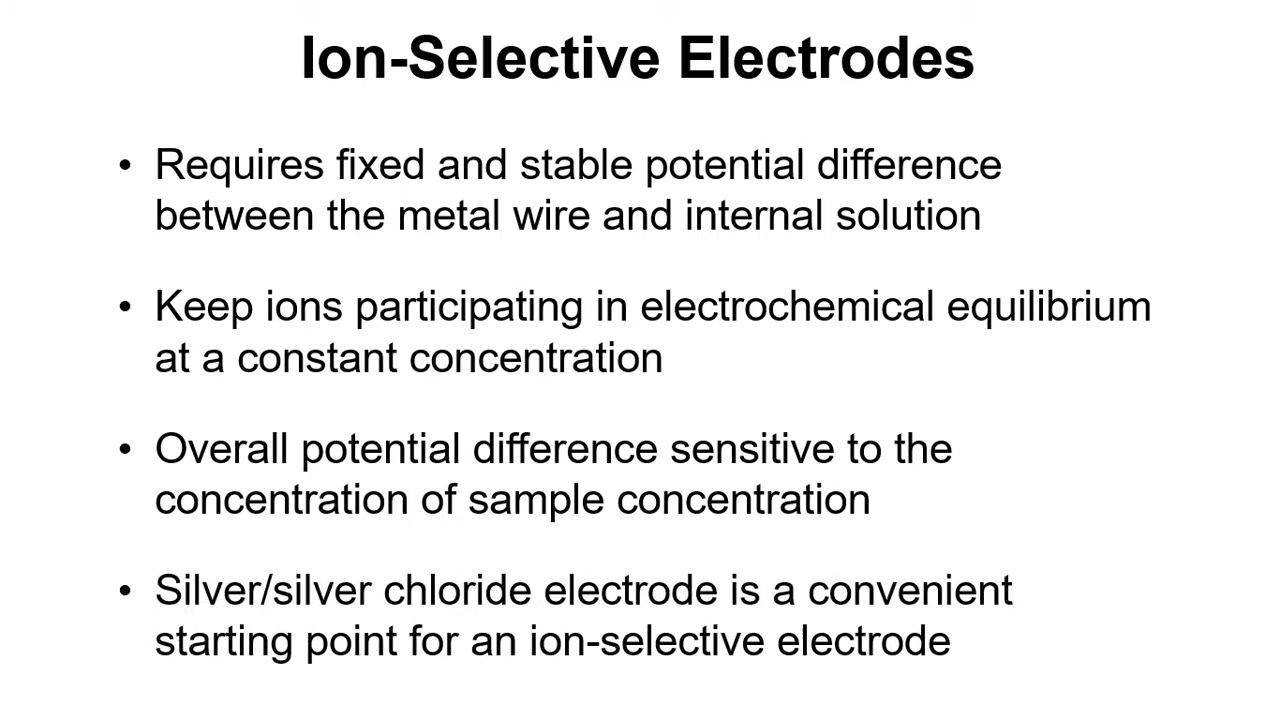 Ion-Selective Electrodes
• Requires fixed and stable potential difference
between the metal wire and internal solution
• Keep ions participating in electrochemical equilibrium
at a constant concentration
• Overall potential difference sensitive to the
concentration of sample concentration
• Silver/silver chloride electrode is a convenient
starting point for an ion-selective electrode